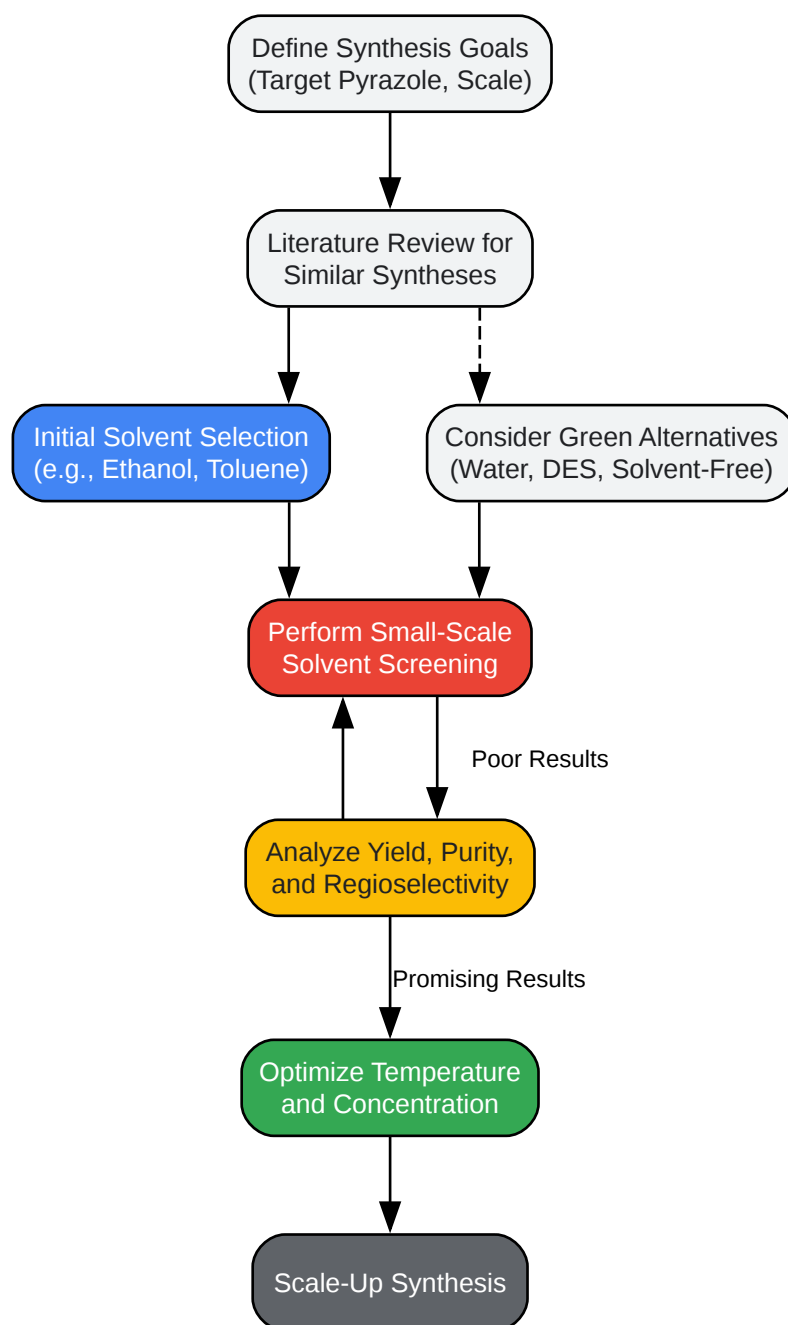 Define Synthesis Goals
(Target Pyrazole, Scale)
Literature Review for
Similar Syntheses
Initial Solvent Selection
(e.g., Ethanol, Toluene)
Consider Green Alternatives
(Water, DES, Solvent-Free)
Perform Small-Scale
Solvent Screening
Poor Results
Analyze Yield, Purity,
and Regioselectivity
Promising Results
Optimize Temperature
and Concentration
Scale-Up Synthesis